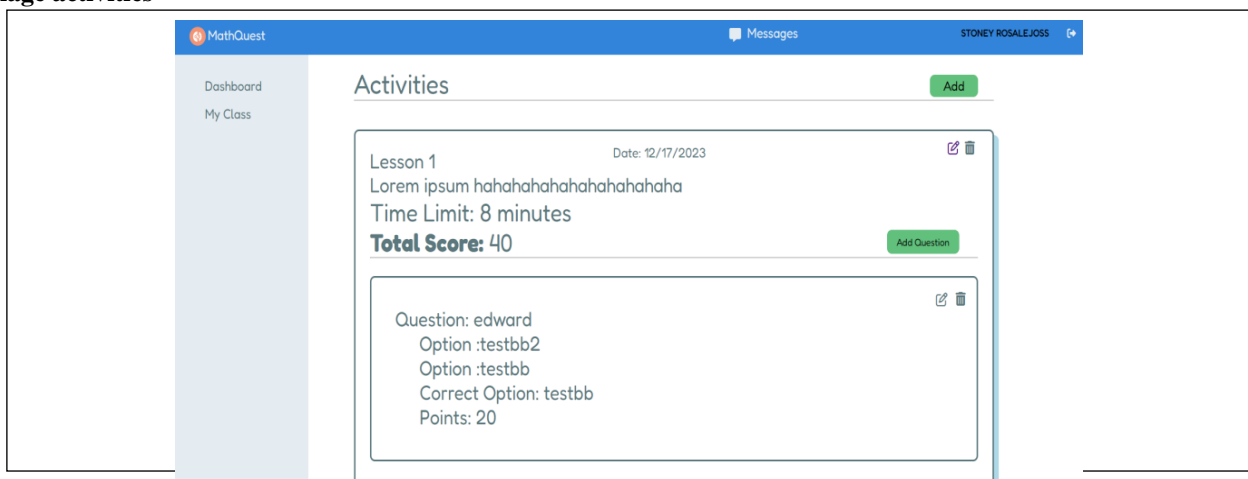 MathQuest Messages STONEY ROSALEJOSS
Dashboard
My Class
Activities Add
Lesson 1 Date: 12/17/2023
Lorem ipsum hahahahahahahahahaha
Time Limit: 8 minutes
Total Score: 40 Add Question
Question: edward
Option :testbb2
Option :testbb
Correct Option: testbb
Points: 20